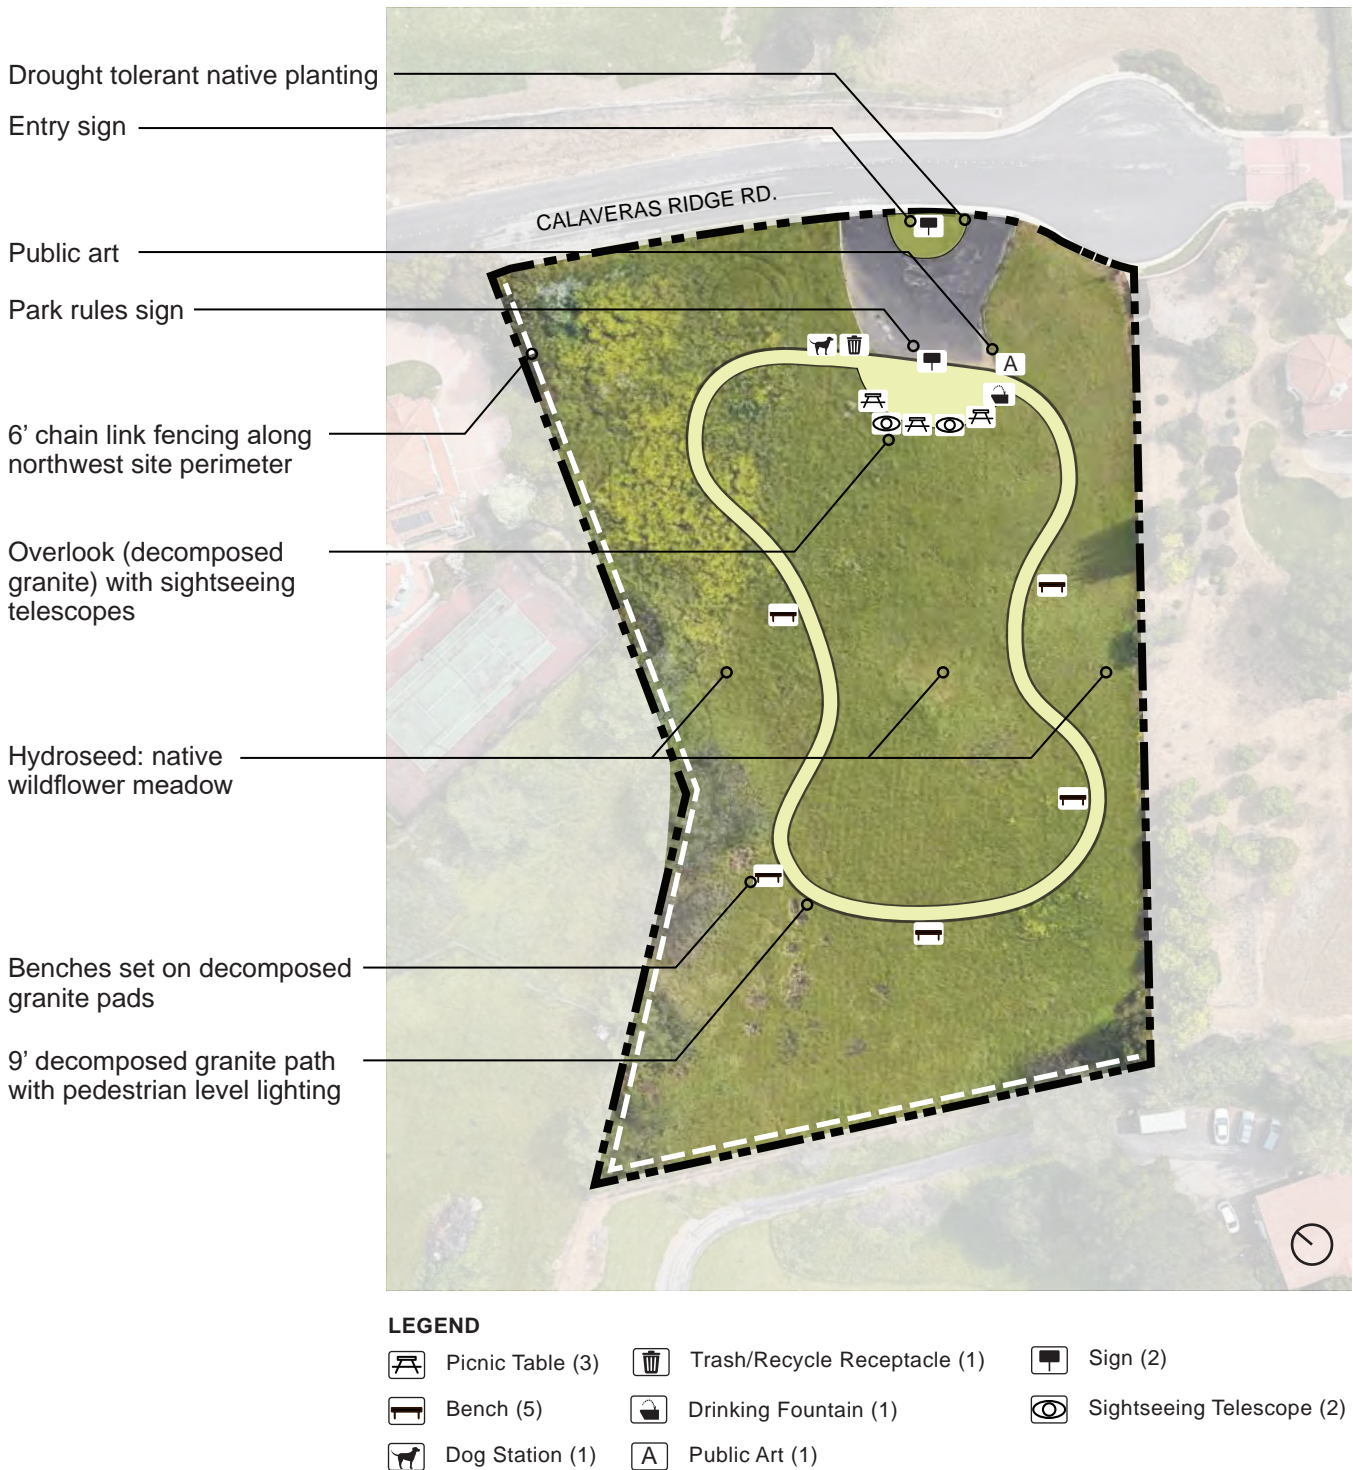 Drought tolerant native planting
Entry sign
CALAVERAS RIDGE RD.
Public art
Park rules sign
A
6’ chain link fencing along
northwest site perimeter
Overlook (decomposed
granite) with sightseeing
telescopes
Hydroseed: native
wildflower meadow
Benches set on decomposed
granite pads
9’ decomposed granite path
with pedestrian level lighting
LEGEND
Picnic Table (3)
Trash/Recycle Receptacle (1)
Sign (2)
Bench (5)
Drinking Fountain (1)
Sightseeing Telescope (2)
Dog Station (1)
A Public Art (1)